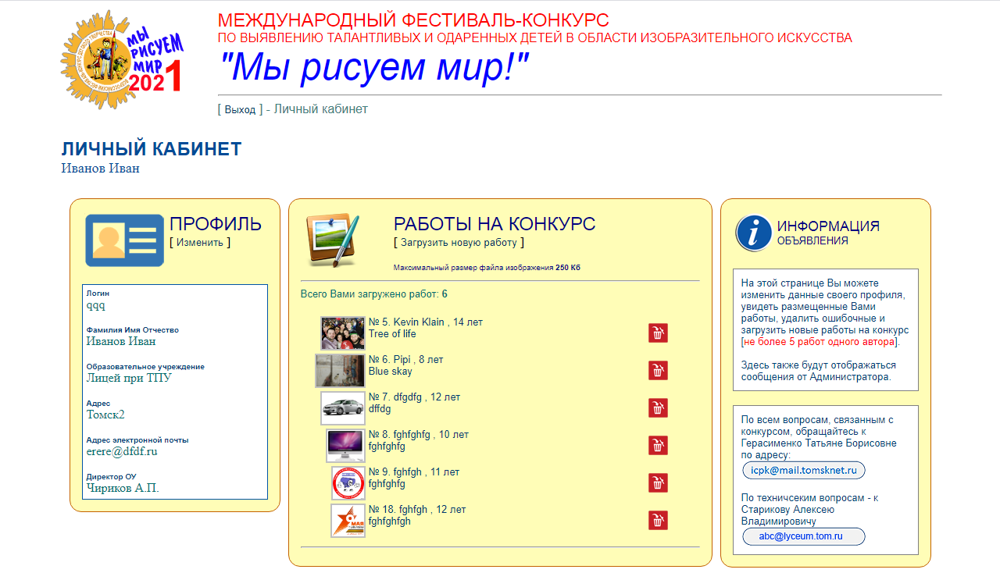 МЫ
РИСУЕМ
МИР
2021
МЕЖДУНАРОДНЫЙ ФЕСТИВАЛЬ-КОНКУРС
ПО ВЫЯВЛЕНИЮ ТАЛАНТЛИВЫХ И ОДАРЕННЫХ ДЕТЕЙ В ОБЛАСТИ ИЗОБРАЗИТЕЛЬНОГО ИСКУССТВА
"Мы рисуем мир!"
[ Выход ] - Личный кабинет
ЛИЧНЫЙ КАБИНЕТ
Иванов Иван
ПРОФИЛЬ
[ Изменить ]
Логин
qqq
Фамилия Имя Отчество
Иванов Иван
Образовательное учреждение
Лицей при ТПУ
Адрес
Томск2
Адрес электронной почты
erere@dfdf.ru
Директор ОУ
Чириков А.П.
РАБОТЫ НА КОНКУРС
[ Загрузить новую работу ]
Максимальный размер файла изображения 250 Кб
Всего Вами загружено работ: 6
№ 5. Kevin Klain , 14 лет
Tree of life
№ 6. Pipi , 8 лет
Blue skay
№ 7. dfgdfg , 12 лет
dffdg
№ 8. fghfghfg , 10 лет
fghfghfg
№ 9. fghfgh , 11 лет
fghfghfg
№ 18. fghfgh , 12 лет
fghfghfgh
ИНФОРМАЦИЯ
ОБЪЯВЛЕНИЯ
На этой странице Вы можете
изменить данные своего профиля,
увидеть размещенные Вами
работы, удалить ошибочные и
загрузить новые работы на конкурс
[не более 5 работ одного автора].
Здесь также будут отображаться
сообщения от Администратора.
По всем вопросам, связанным с
конкурсом, обращайтесь к
Герасименко Татьяне Борисовне
по адресу:
icpk@mail.tomsknet.ru
По техничсеким вопросам - к
Старикову Алексею
Владимировичу
abc@lyceum.tom.ru